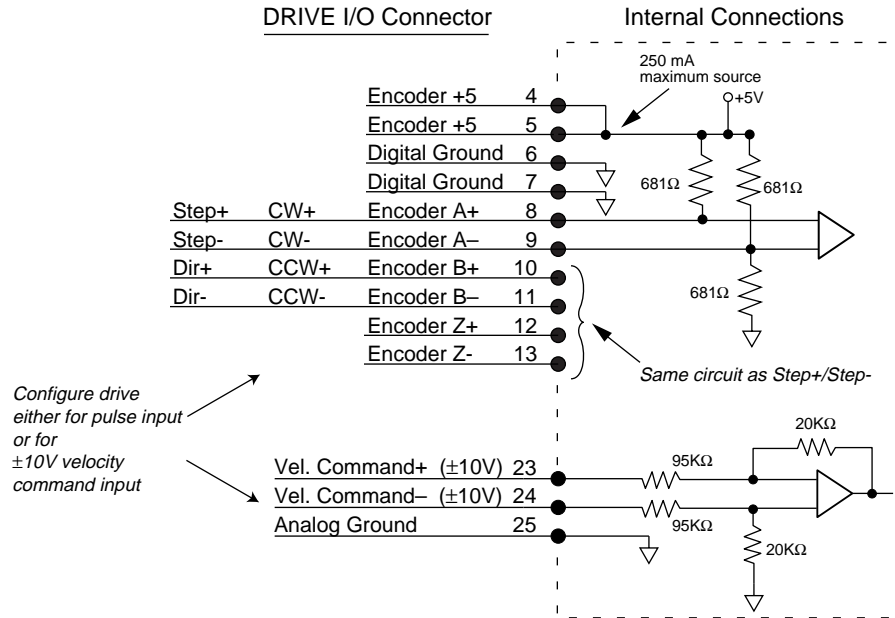 DRIVE I/O Connector
Internal Connections
250 mA
maximum source
+5V
Encoder +5 4
Encoder +5 5
Digital Ground 6
Digital Ground 7
681Ω
681Ω
Step+ CW+ Encoder A+ 8
Step- CW- Encoder A– 9
Dir+ CCW+ Encoder B+ 10
Dir- CCW- Encoder B– 11
681Ω
Encoder Z+ 12
Encoder Z- 13
Same circuit as Step+/Step-
Configure drive
either for pulse input
or for
±10V velocity
command input
20KΩ
Vel. Command+ (±10V) 23
95KΩ
Vel. Command– (±10V) 24
95KΩ
Analog Ground 25
20KΩ